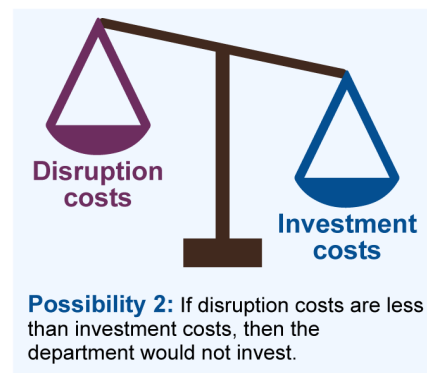 Disruption
costs
Investment
costs
Possibility 2: If disruption costs are less
than investment costs, then the
department would not invest.